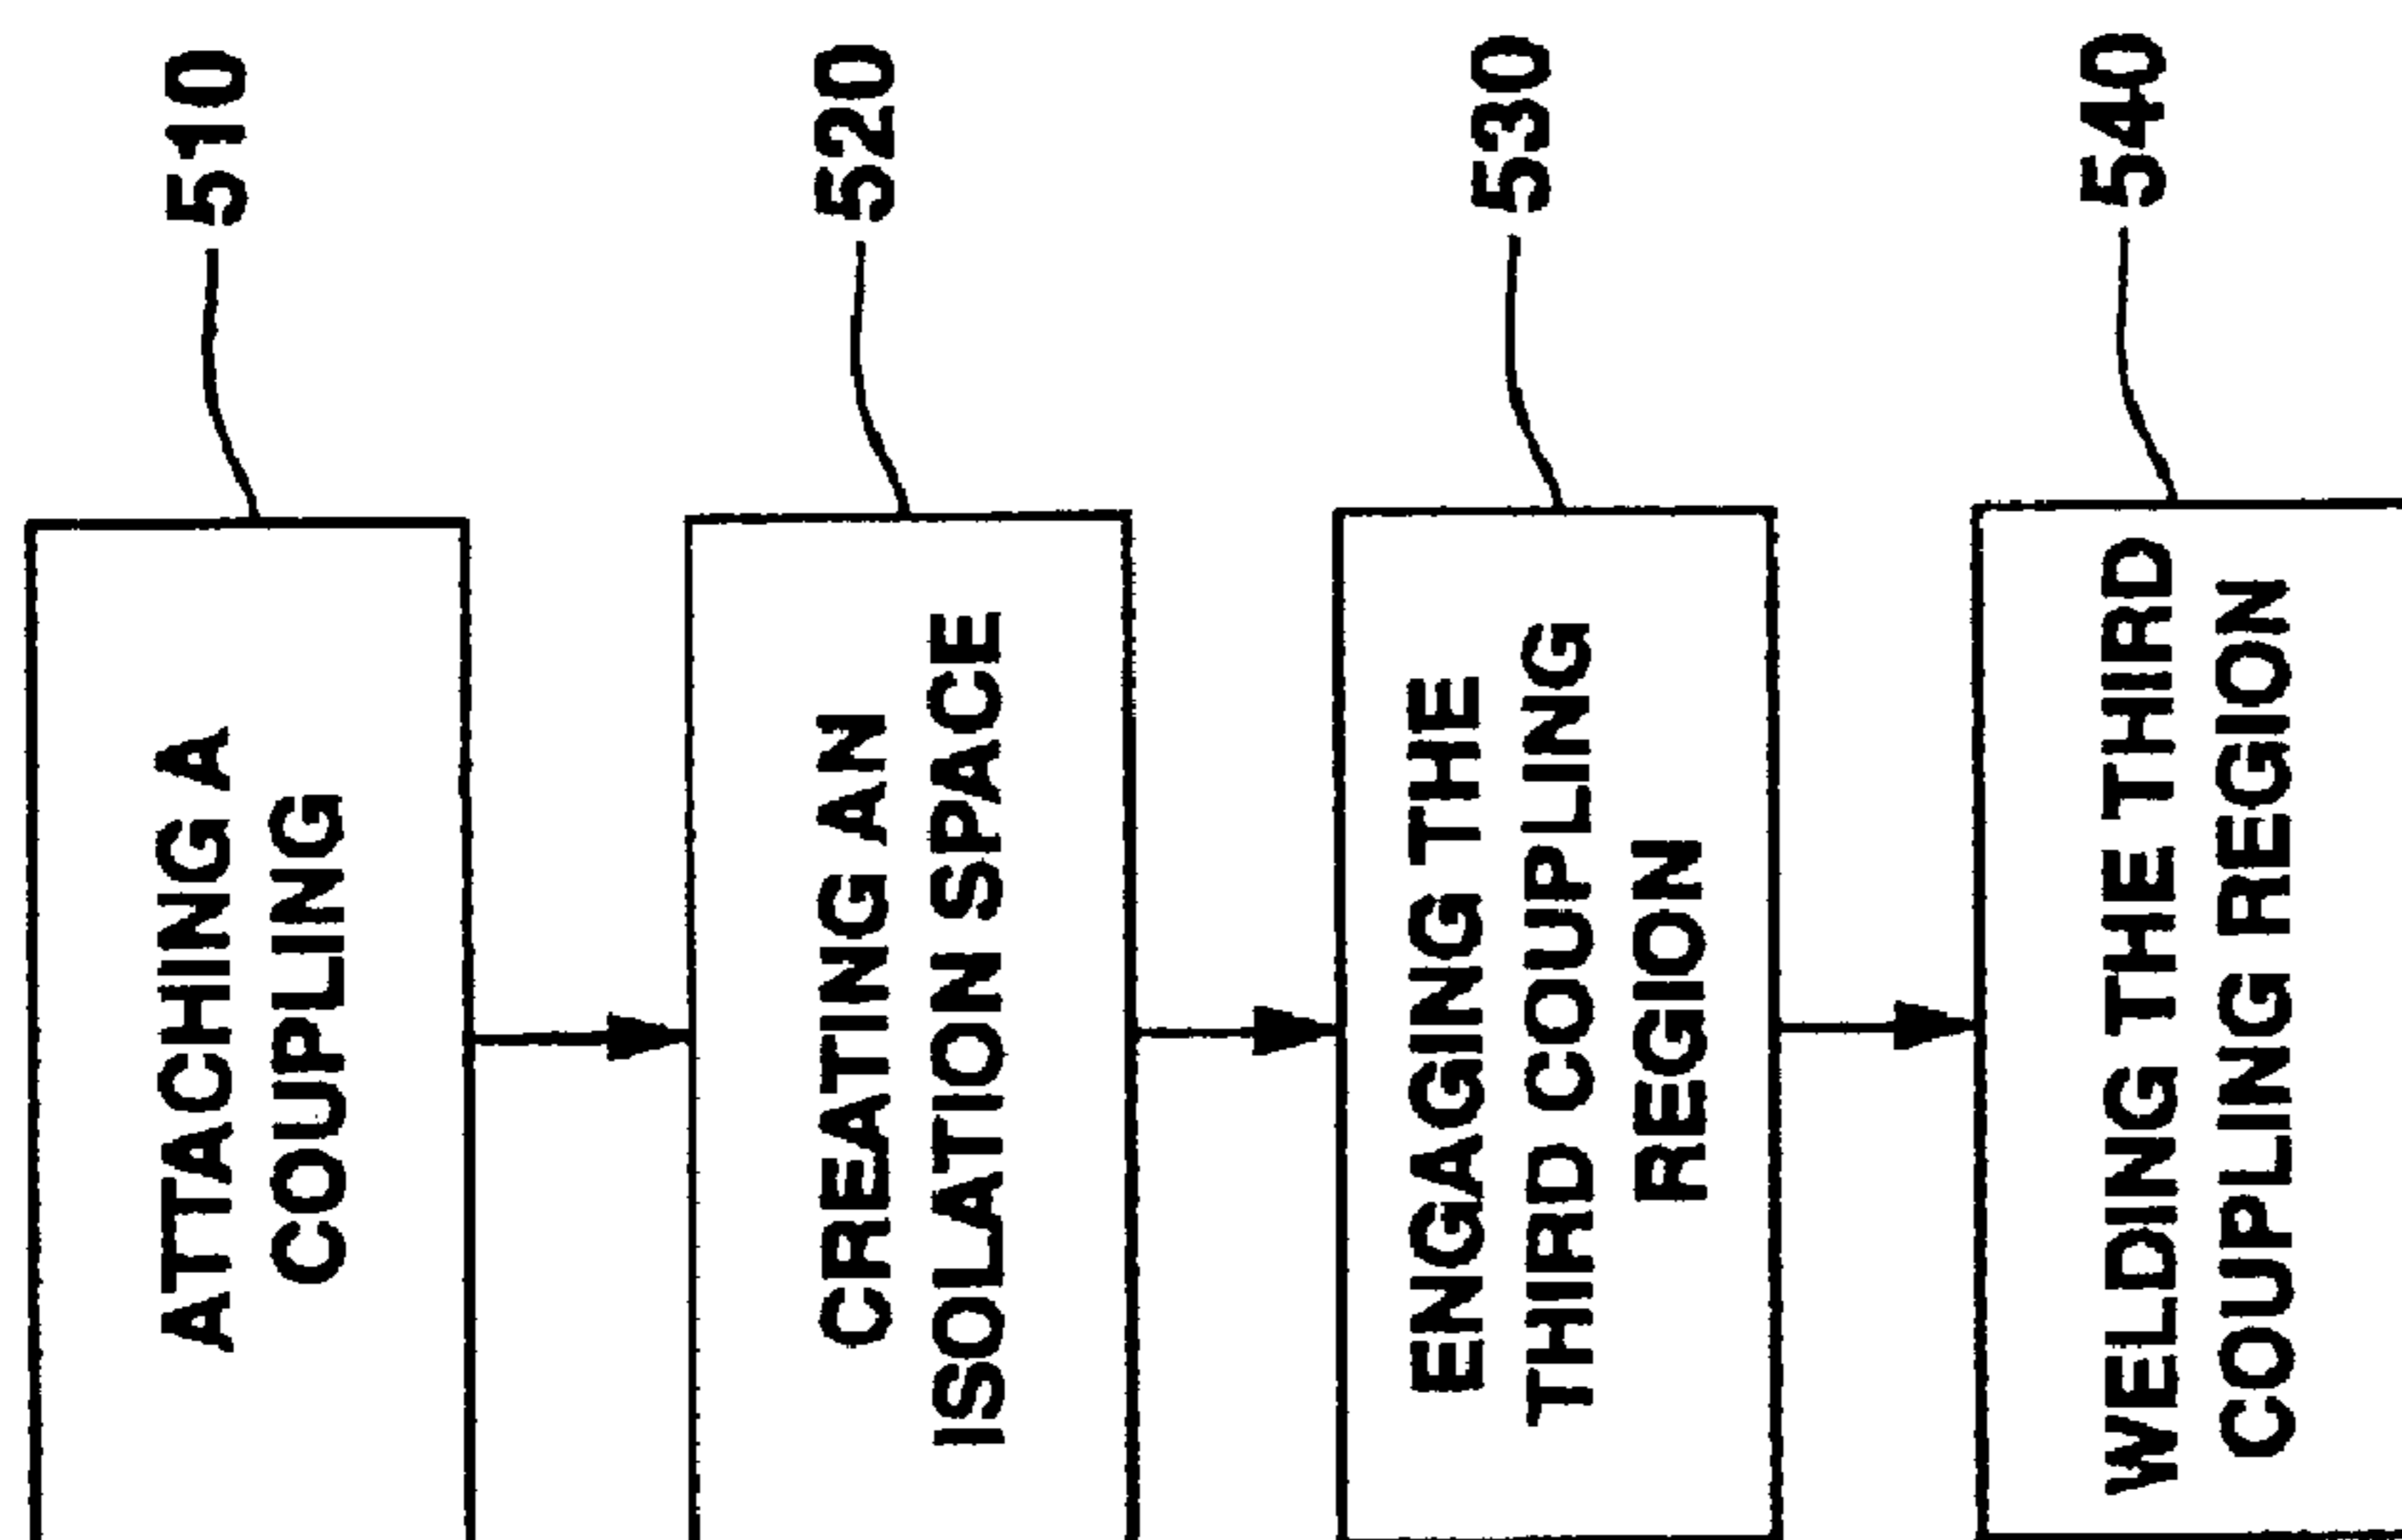 510
ATTACHING A
COUPLING
520
CREATING AN
ISOLATION SPACE
530
ENGAGING THE
THIRD COUPLING
REGION
540
WELDING THE THIRD
COUPLING REGION